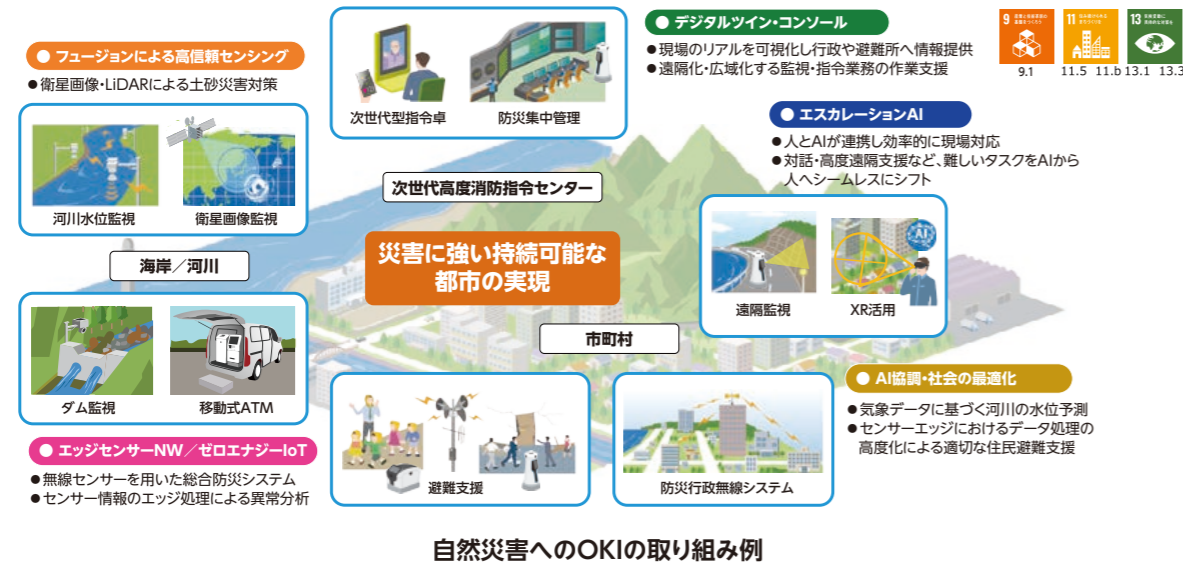 ● フュージョンによる高信頼センシング
●衛星画像・LiDARによる土砂災害対策
河川水位監視
衛星画像監視
海岸／河川
ダム監視
移動式ATM
● エッジセンサーNW／ゼロエナジーIoT
●無線センサーを用いた総合防災システム
●センサー情報のエッジ処理による異常分析
次世代型指令卓
防災集中管理
次世代高度消防指令センター
災害に強い持続可能な
都市の実現
市町村
避難支援
防災行政無線システム
● デジタルツイン・コンソール
●現場のリアルを可視化し行政や避難所へ情報提供
●遠隔化・広域化する監視・指令業務の作業支援
9
11
13
9.1
11.5 11.b
13.1 13.3
● エスカレーションAI
●人とAIが連携し効率的に現場対応
●対話・高度遠隔支援など、難しいタスクをAIから
人へシームレスにシフト
AI
遠隔監視
XR活用
● AI協調・社会の最適化
●気象データに基づく河川の水位予測
●センサーエッジにおけるデータ処理の
高度化による適切な住民避難支援
自然災害へのOKIの取り組み例